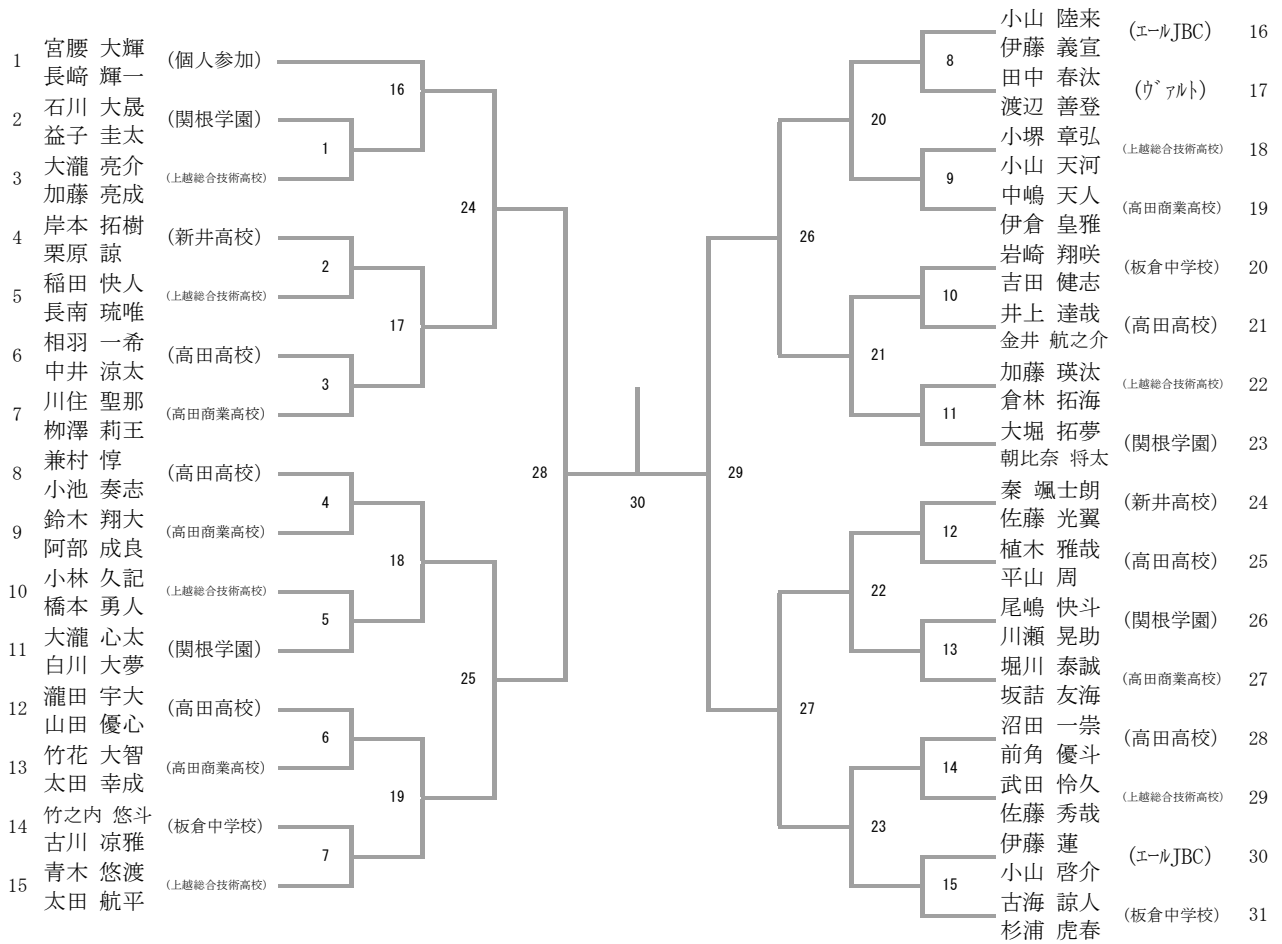 1 宮腰 大輝 (個人参加)
長﨑 輝一
2 石川 大晟 (関根学園)
益子 圭太
3 大瀧 亮介 (上越総合技術高校)
加藤 亮成
4 岸本 拓樹 (新井高校)
栗原 諒
5 稲田 快人 (上越総合技術高校)
長南 琉唯
6 相羽 一希 (高田高校)
中井 涼太
7 川住 聖那 (高田商業高校)
栁澤 莉王
8 兼村 惇 (高田高校)
小池 奏志
9 鈴木 翔大 (高田商業高校)
阿部 成良
10 小林 久記 (上越総合技術高校)
橋本 勇人
11 大瀧 心太 (関根学園)
白川 大夢
12 瀧田 宇大 (高田高校)
山田 優心
13 竹花 大智 (高田商業高校)
太田 幸成
14 竹之内 悠斗 (板倉中学校)
古川 凉雅
15 青木 悠渡 (上越総合技術高校)
太田 航平
1
2
3
4
5
6
7
16
17
18
19
24
25
28
30
29
26
27
20
21
22
23
8
9
10
11
12
13
14
15
小山 陸来 (エールJBC) 16
伊藤 義宣
田中 春汰 (ヴァルト) 17
渡辺 善登
小堺 章弘 (上越総合技術高校) 18
小山 天河
中嶋 天人 (高田商業高校) 19
伊倉 皇雅
岩崎 翔咲 (板倉中学校) 20
吉田 健志
井上 達哉 (高田高校) 21
金井 航之介
加藤 瑛汰 (上越総合技術高校) 22
倉林 拓海
大堀 拓夢 (関根学園) 23
朝比奈 将太
秦 颯士朗 (新井高校) 24
佐藤 光翼
植木 雅哉 (高田高校) 25
平山 周
尾嶋 快斗 (関根学園) 26
川瀬 晃助
堀川 泰誠 (高田商業高校) 27
坂詰 友海
沼田 一崇 (高田高校) 28
前角 優斗
武田 怜久 (上越総合技術高校) 29
佐藤 秀哉
伊藤 蓮 (エールJBC) 30
小山 啓介
古海 諒人 (板倉中学校) 31
杉浦 虎春